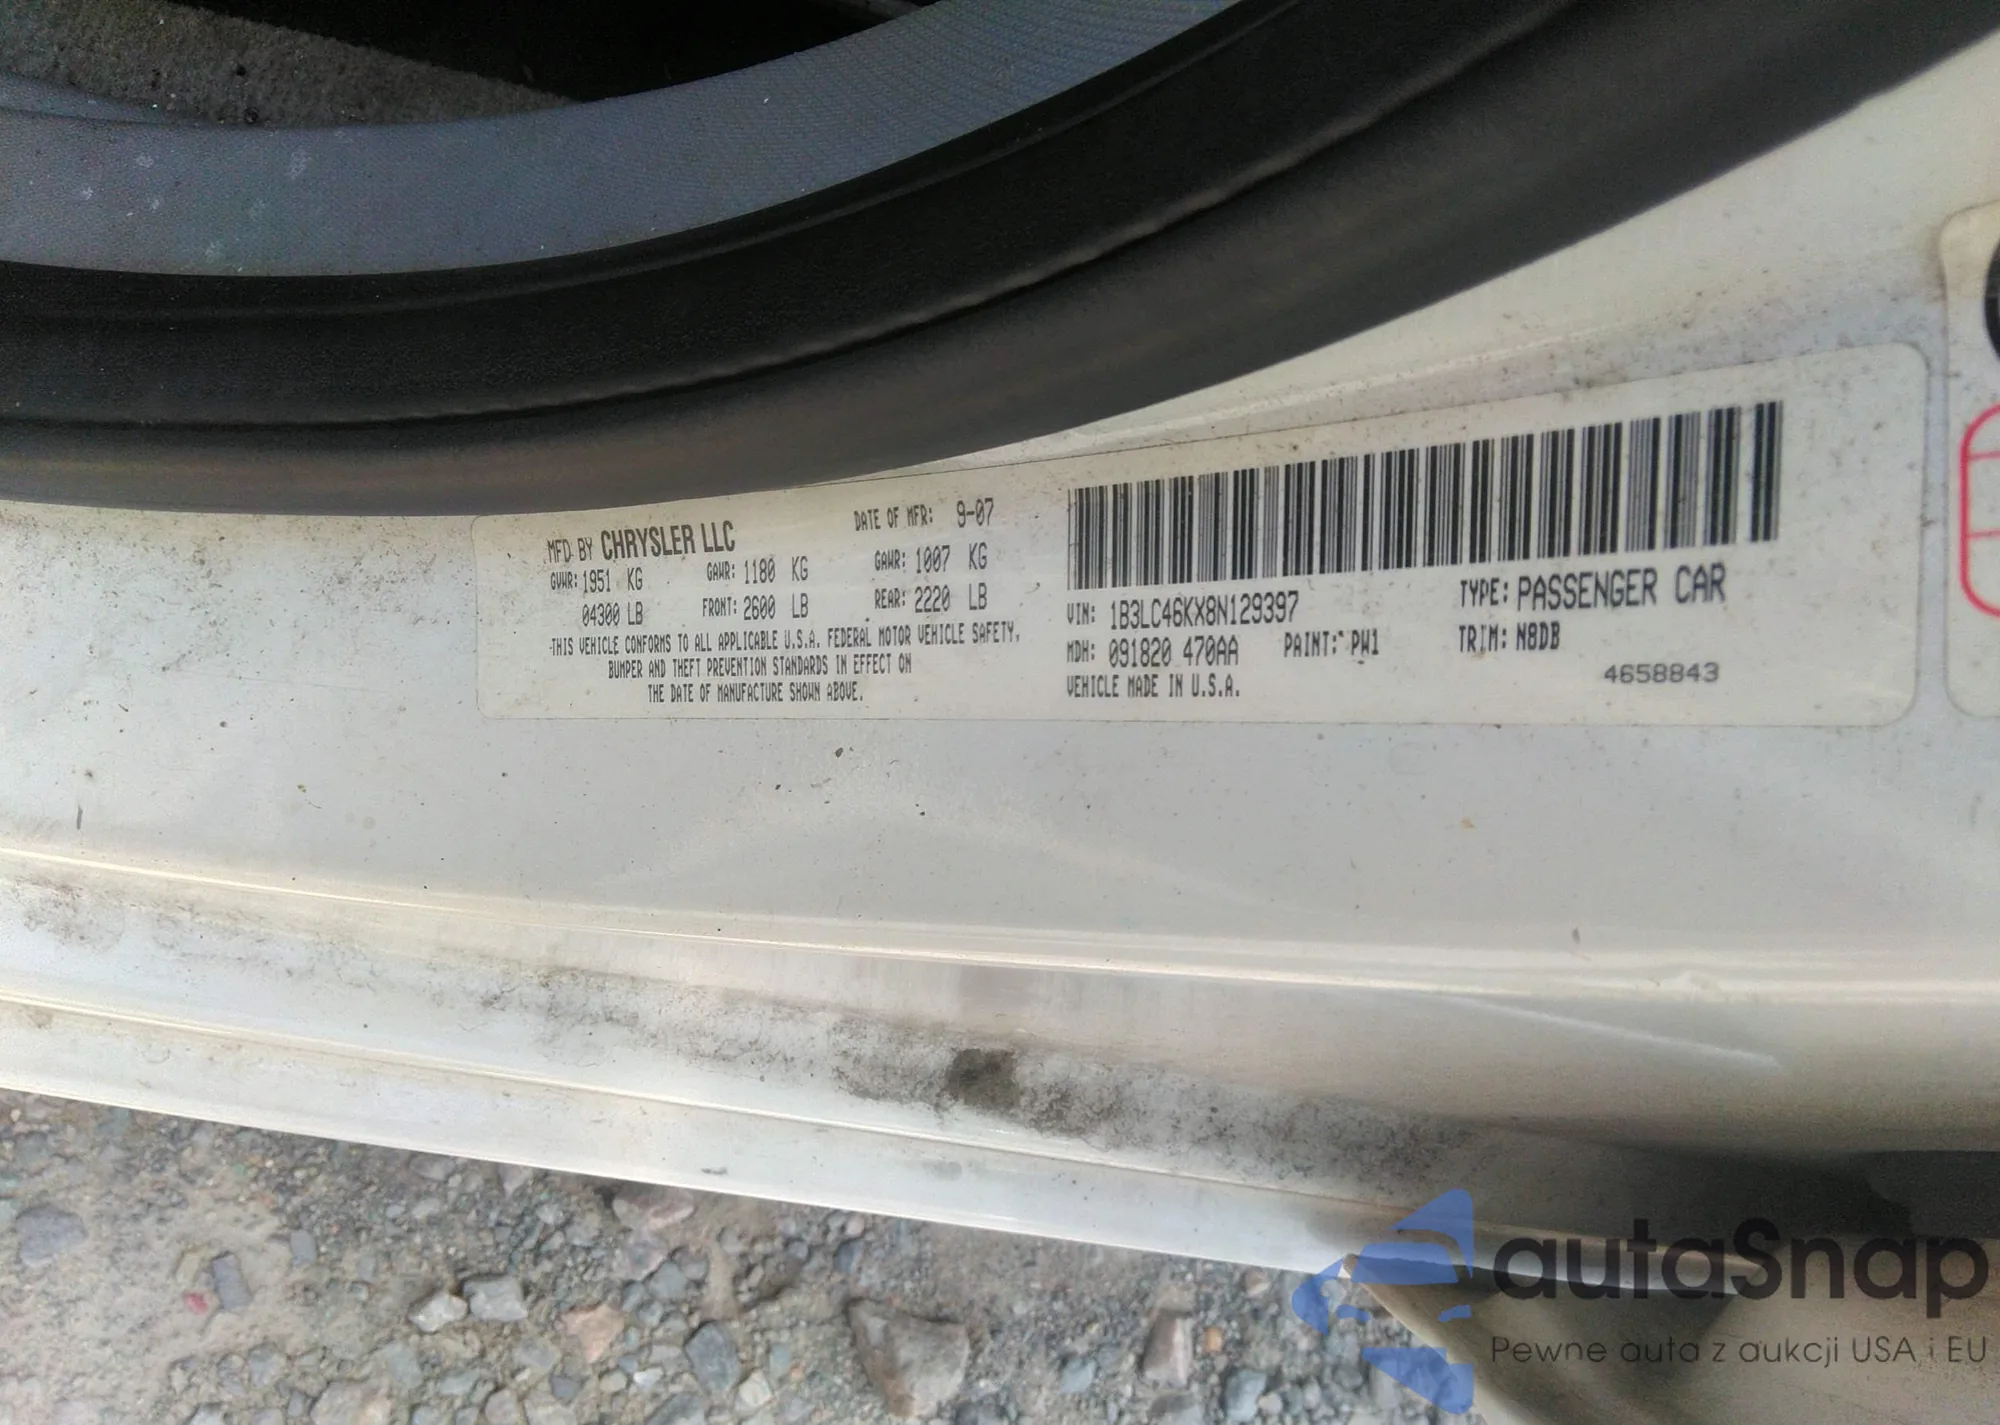 MFD BY CHRYSLER LLC
DATE OF MFR: 9-07
GVWR: 1951 KG GAWR: 1180 KG GAWR: 1007 KG
04300 LB FRONT: 2600 LB REAR: 2220 LB
THIS VEHICLE CONFORMS TO ALL APPLICABLE U.S.A. FEDERAL MOTOR VEHICLE SAFETY,
BUMPER AND THEFT PREVENTION STANDARDS IN EFFECT ON
THE DATE OF MANUFACTURE SHOWN ABOVE.
VIN: 1B3LC46KX8N129397 TYPE: PASSENGER CAR
MDH: 091820 470AA PAINT: PW1 TRIM: N8DB
VEHICLE MADE IN U.S.A. 4658843
autaSnap
Pewne auta z aukcji USA i EU